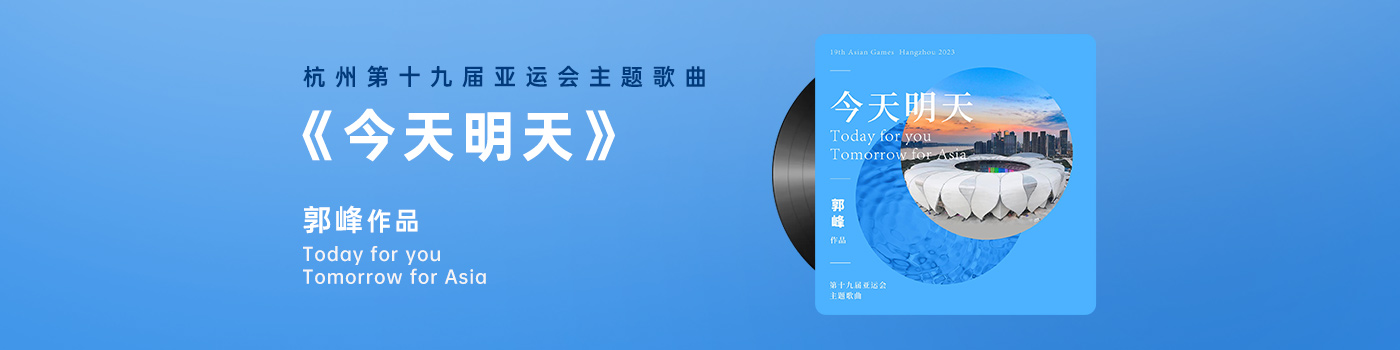 杭州第十九届亚运会主题歌曲
《今天明天》
郭峰作品
Today for you
Tomorrow for Asia
19th Asian Games Hangzhou 2023
今天明天
Today for you
Tomorrow for Asia
郭峰
作品
第十九届亚运会
主题歌曲